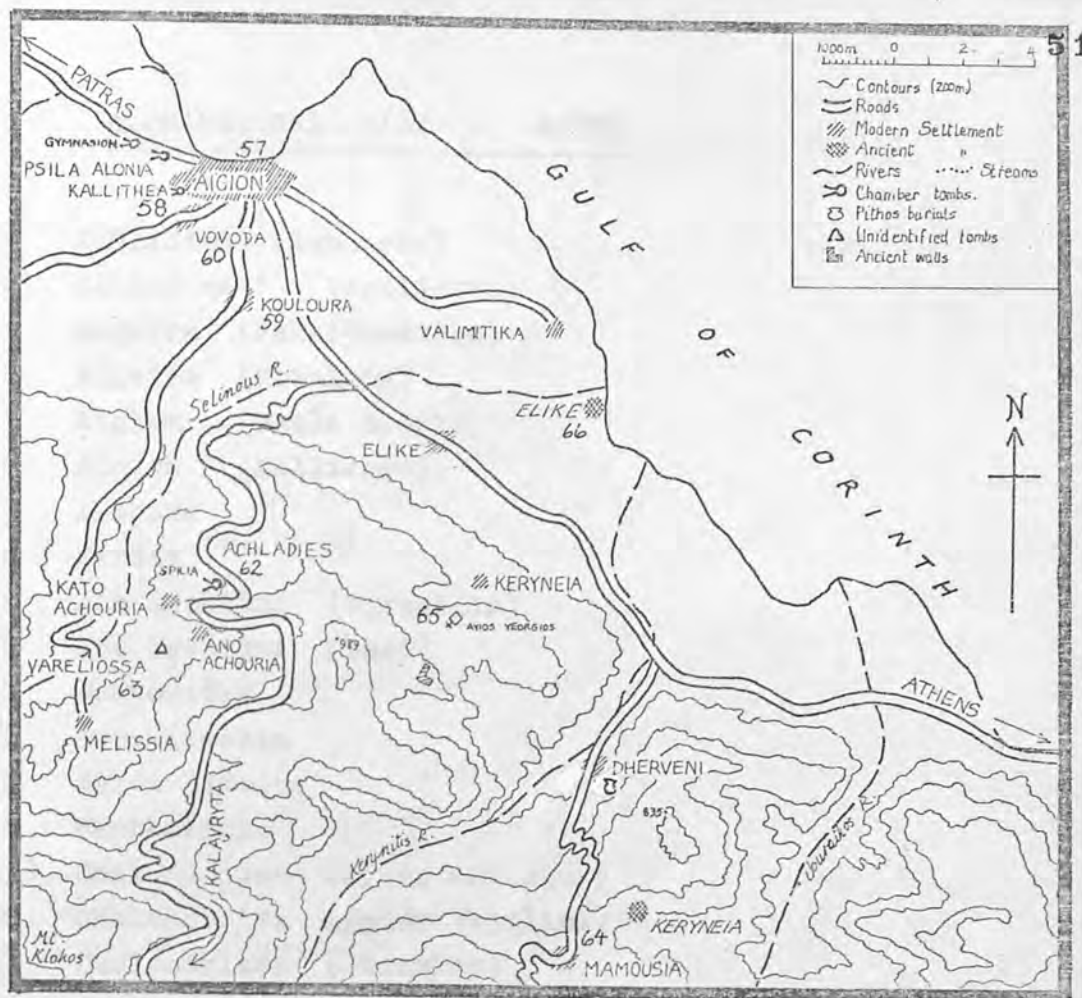 51
1000m 0 2 4
Contours (200m)
Roads
Modern Settlement
Ancient "
Rivers Streams
Chamber tombs.
Pithos burials
Unidentified tombs
Ancient walls
PATRAS
GYMNASION
PSILA ALONIA
KALLITHEA
57
AIGION
58
VOVODA
60
KOULOURA
59
VALIMITIKA
GULF
OF
CORINTH
N
Selinous R.
ELIKE
66
ELIKE
ACHLADIES
62
SPILIA
KATO
ACHOURIA
KERYNEIA
65 AYIOS YEORGIOS
ANO
ACHOURIA
989
VARELIOSSA
63
MELISSIA
ATHENS
DHERVENI
635
KALAVRYTA
Kerynitis R.
KERYNEIA
64
MAMOUSIA
Mt.
Klokos